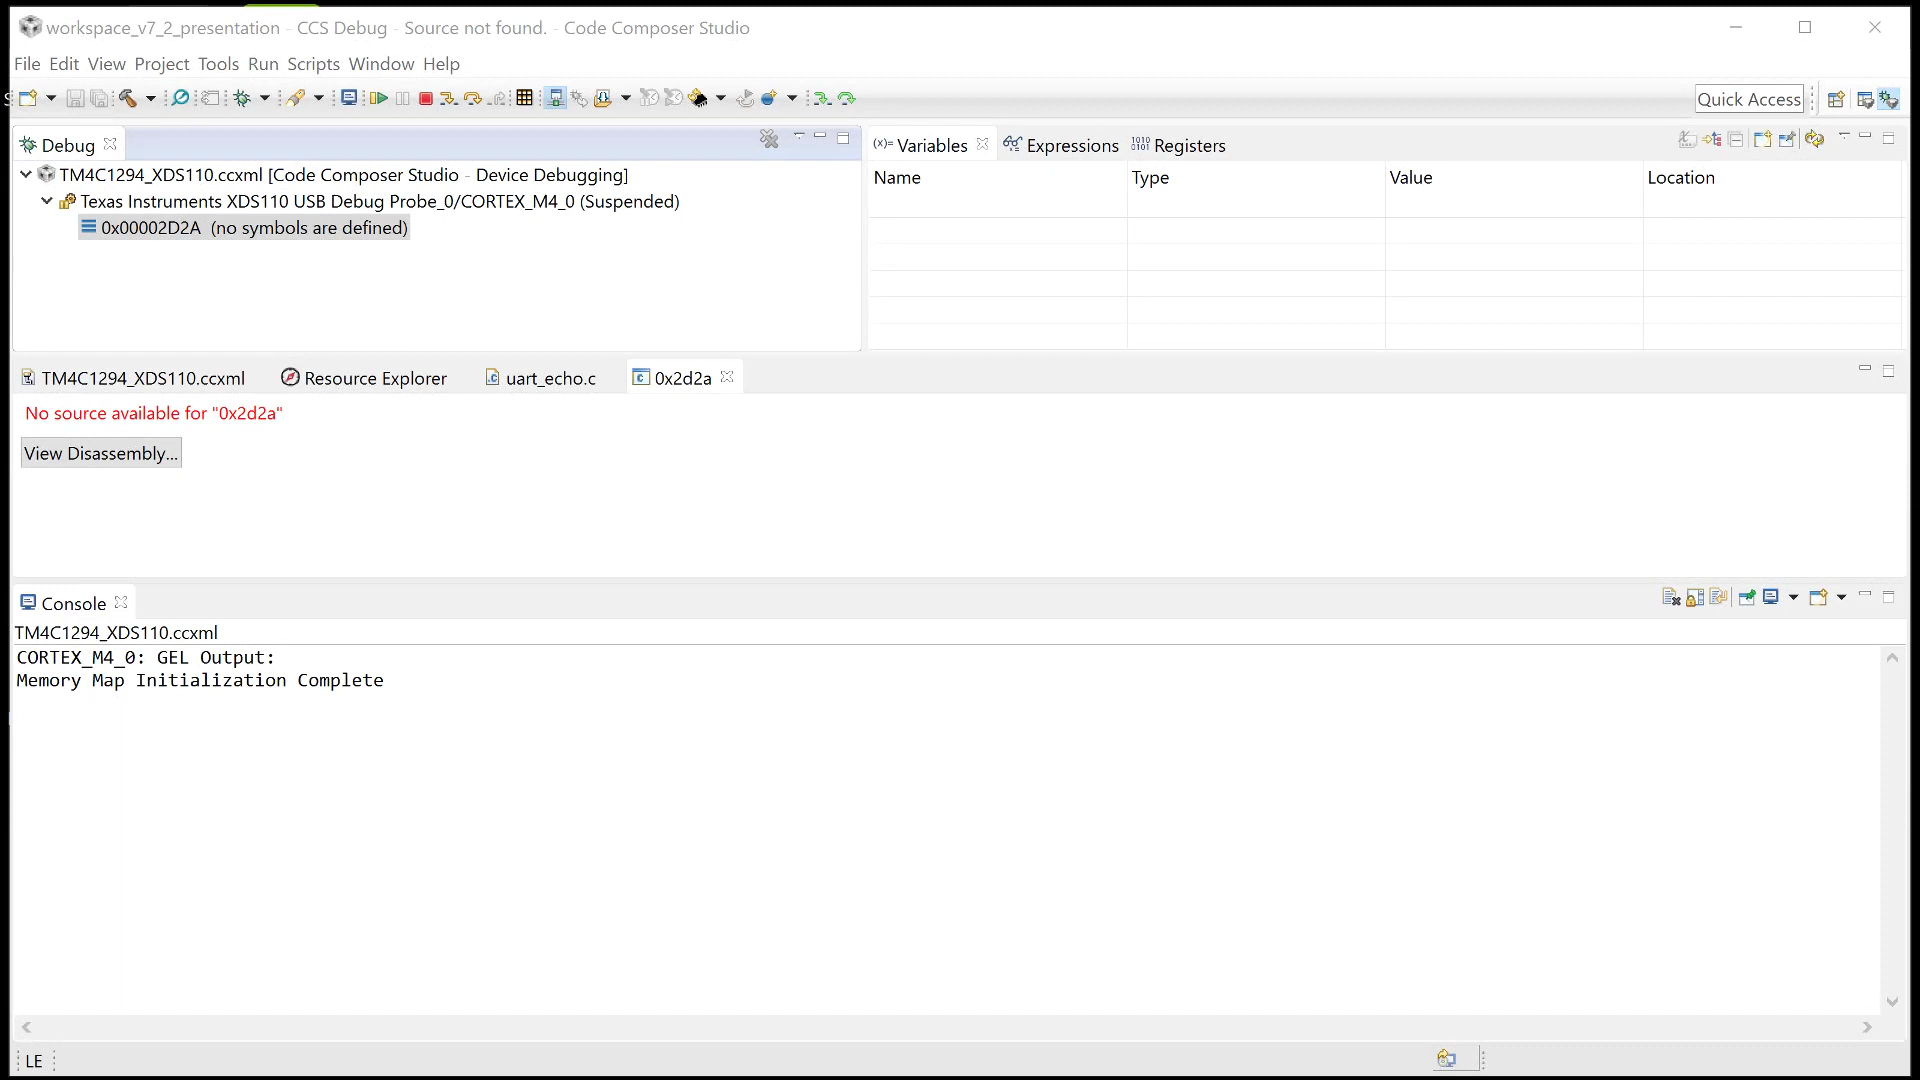 workspace_v7_2_presentation - CCS Debug - Source not found. - Code Composer Studio
File Edit View Project Tools Run Scripts Window Help
Quick Access
Debug
TM4C1294_XDS110.ccxml [Code Composer Studio - Device Debugging]
Texas Instruments XDS110 USB Debug Probe_0/CORTEX_M4_0 (Suspended)
0x00002D2A (no symbols are defined)
(x)= Variables Expressions 1010 0101 Registers
Name Type Value Location
TM4C1294_XDS110.ccxml Resource Explorer uart_echo.c 0x2d2a
No source available for "0x2d2a"
View Disassembly...
Console
TM4C1294_XDS110.ccxml
CORTEX_M4_0: GEL Output:
Memory Map Initialization Complete
LE